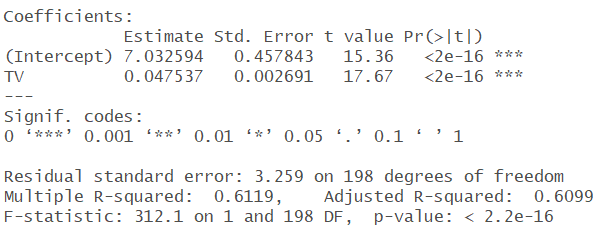 Coefficients:
Estimate Std. Error t value Pr(>|t|)
(Intercept) 7.032594 0.457843 15.36 <2e-16 ***
TV 0.047537 0.002691 17.67 <2e-16 ***
---
Signif. codes:
0 ‘***’ 0.001 ‘**’ 0.01 ‘*’ 0.05 ‘.’ 0.1 ‘ ’ 1
Residual standard error: 3.259 on 198 degrees of freedom
Multiple R-squared: 0.6119, Adjusted R-squared: 0.6099
F-statistic: 312.1 on 1 and 198 DF, p-value: < 2.2e-16